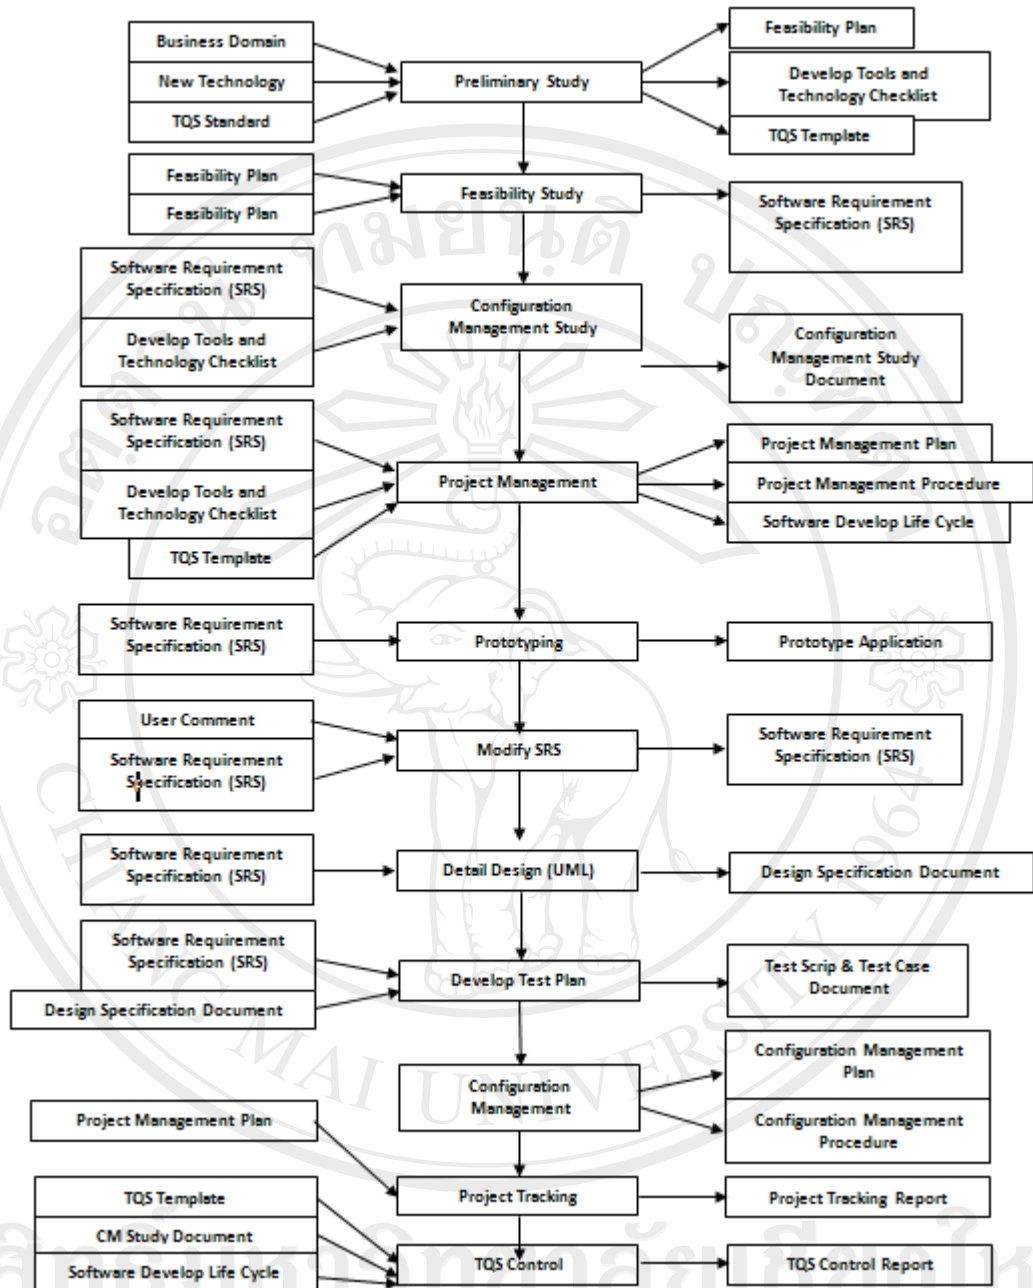 Business Domain
New Technology
TQS Standard
Preliminary Study
Feasibility Plan
Develop Tools and
Technology Checklist
TQS Template
Feasibility Plan
Feasibility Plan
Feasibility Study
Software Requirement
Specification (SRS)
Software Requirement
Specification (SRS)
Develop Tools and
Technology Checklist
Configuration
Management Study
Configuration
Management Study
Document
Software Requirement
Specification (SRS)
Develop Tools and
Technology Checklist
TQS Template
Project Management
Project Management Plan
Project Management Procedure
Software Develop Life Cycle
Software Requirement
Specification (SRS)
Prototyping
Prototype Application
User Comment
Software Requirement
Specification (SRS)
Modify SRS
Software Requirement
Specification (SRS)
Software Requirement
Specification (SRS)
Detail Design (UML)
Design Specification Document
Software Requirement
Specification (SRS)
Design Specification Document
Develop Test Plan
Test Scrip & Test Case
Document
Configuration
Management
Configuration Management
Plan
Configuration Management
Procedure
Project Management Plan
Project Tracking
Project Tracking Report
TQS Template
CM Study Document
Software Develop Life Cycle
TQS Control
TQS Control Report
CHIANG MAI UNIVERSITY 1964